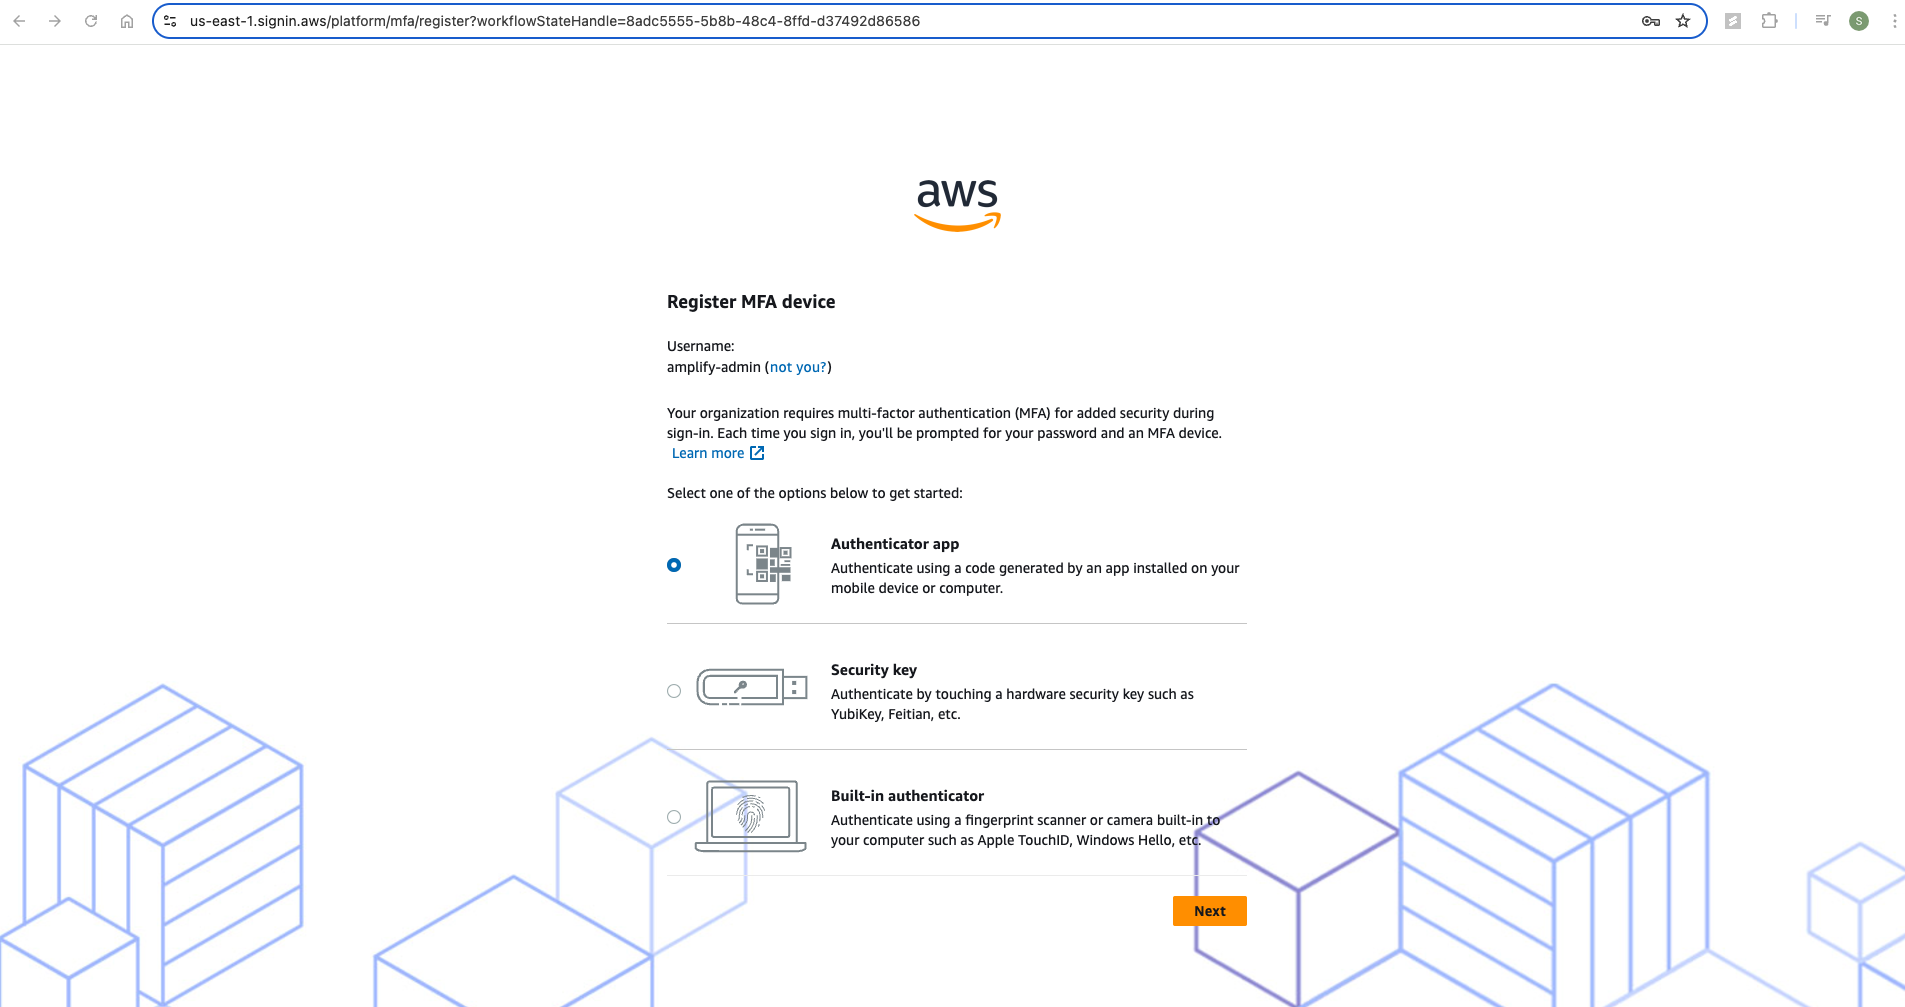 us-east-1.signin.aws/platform/mfa/register?workflowStateHandle=8adc5555-5b8b-48c4-8ffd-d37492d86586
S
aws
Register MFA device
Username:
amplify-admin (not you?)
Your organization requires multi-factor authentication (MFA) for added security during
sign-in. Each time you sign in, you'll be prompted for your password and an MFA device.
Learn more
Select one of the options below to get started:
Authenticator app
Authenticate using a code generated by an app installed on your
mobile device or computer.
Security key
Authenticate by touching a hardware security key such as
YubiKey, Feitian, etc.
Built-in authenticator
Authenticate using a fingerprint scanner or camera built-in to
your computer such as Apple TouchID, Windows Hello, etc.
Next